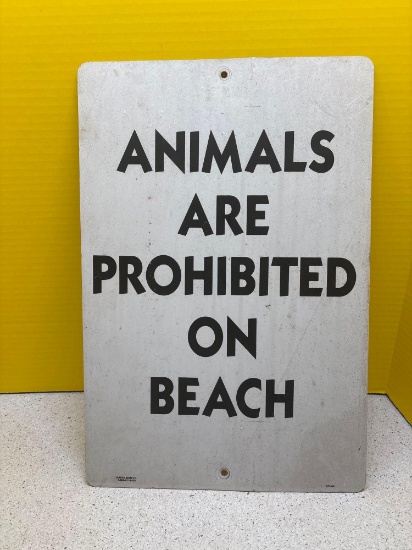 ANIMALS
ARE
PROHIBITED
ON
BEACH